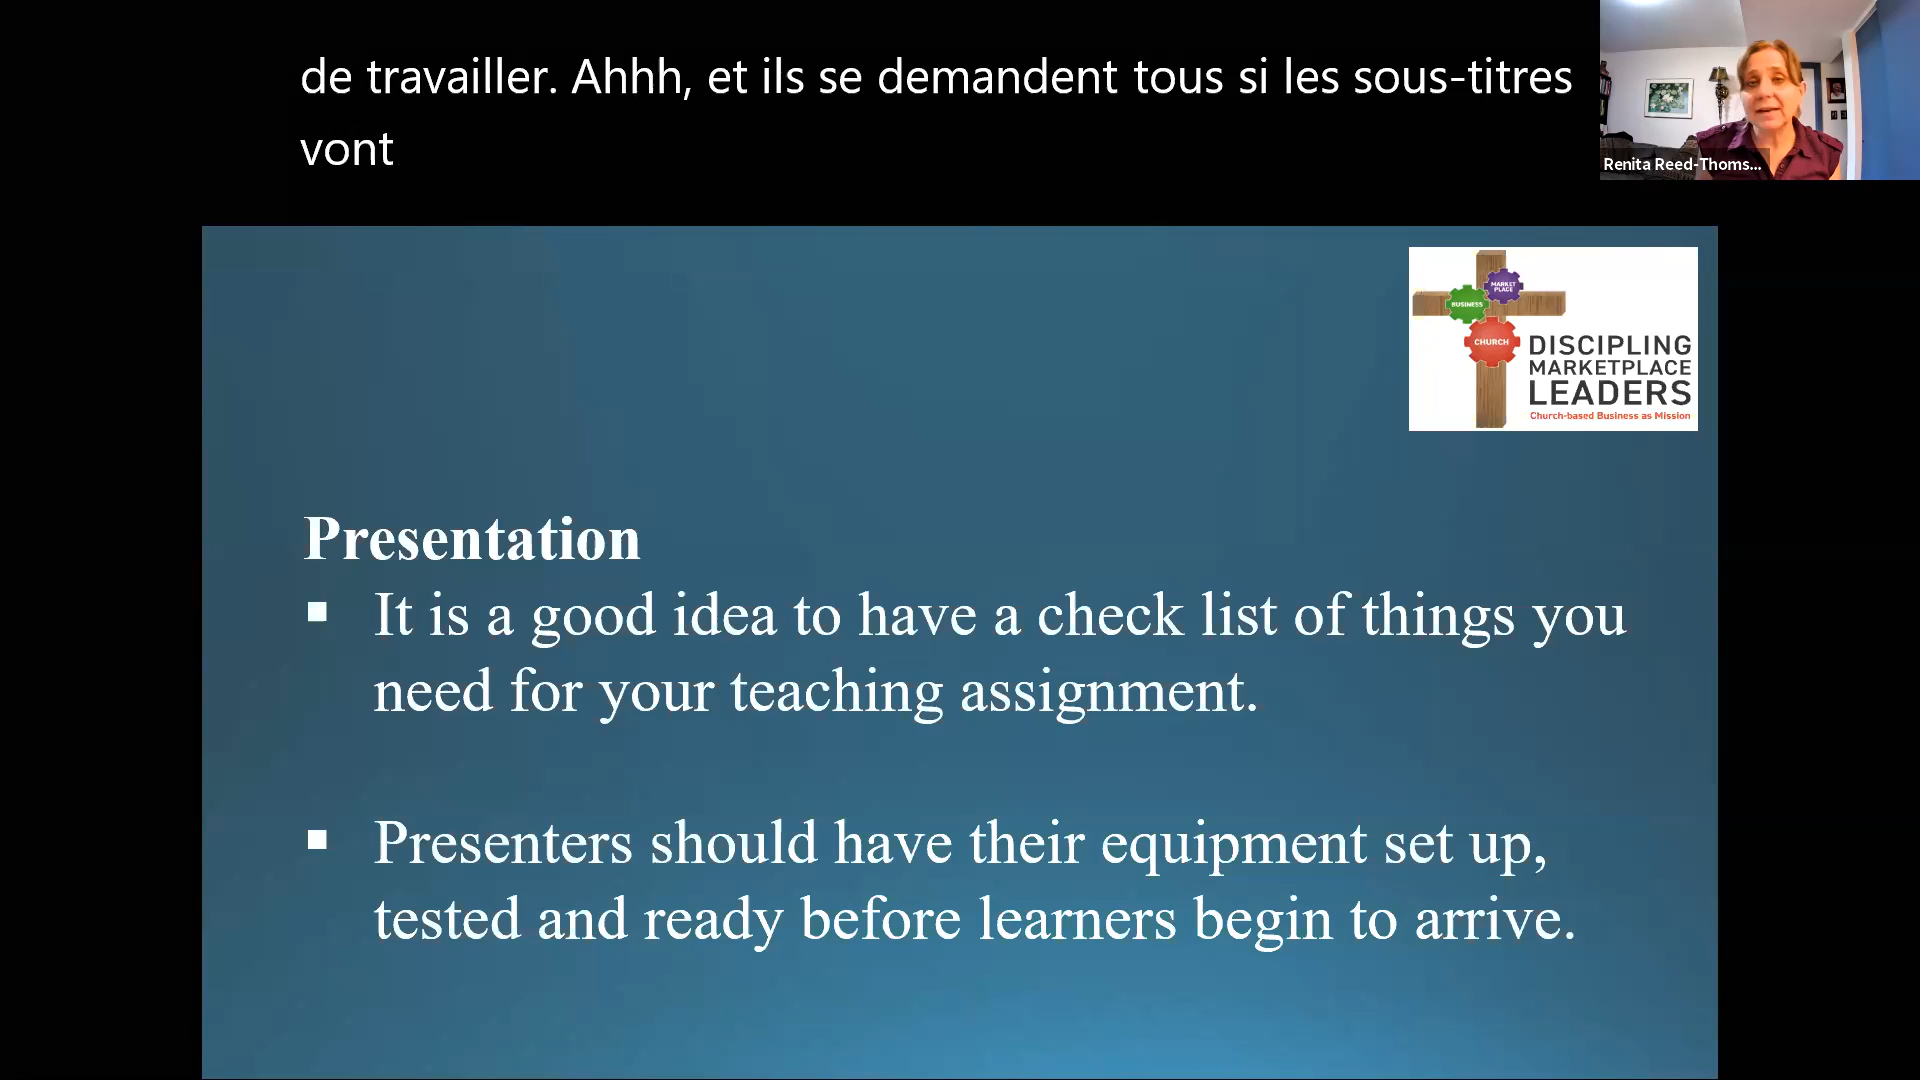 de travailler. Ahhh, et ils se demandent tous si les sous-titres
vont
Renita Reed-Thoms...
MARKET
PLACE
BUSINESS
CHURCH
DISCIPLING
MARKETPLACE
LEADERS
Church-based Business as Mission
Presentation
▪ It is a good idea to have a check list of things you
need for your teaching assignment.
▪ Presenters should have their equipment set up,
tested and ready before learners begin to arrive.